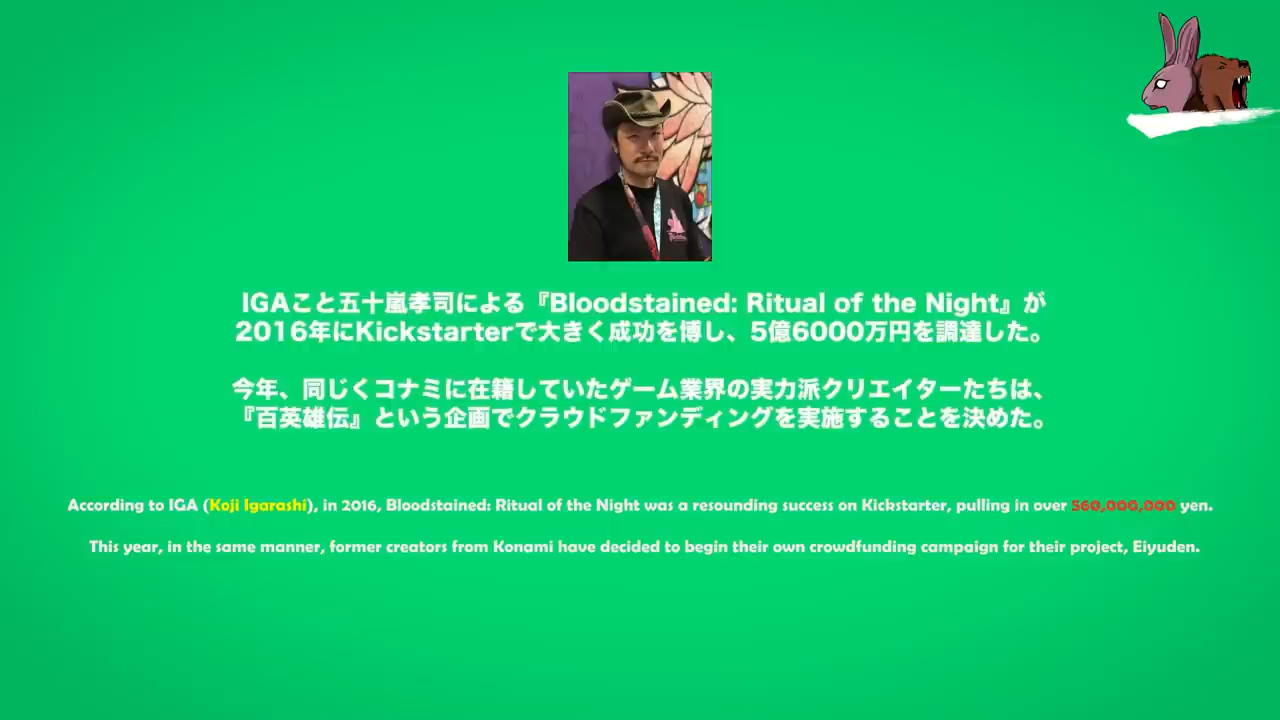 IGAこと五十嵐孝司による『Bloodstained: Ritual of the Night』が
2016年にKickstarterで大きく成功を博し、5億6000万円を調達した。
今年、同じくコナミに在籍していたゲーム業界の実力派クリエイターたちは、
『百英雄伝』という企画でクラウドファンディングを実施することを決めた。
According to IGA (Koji Igarashi), in 2016, Bloodstained: Ritual of the Night was a resounding success on Kickstarter, pulling in over 560,000,000 yen.
This year, in the same manner, former creators from Konami have decided to begin their own crowdfunding campaign for their project, Eiyuden.